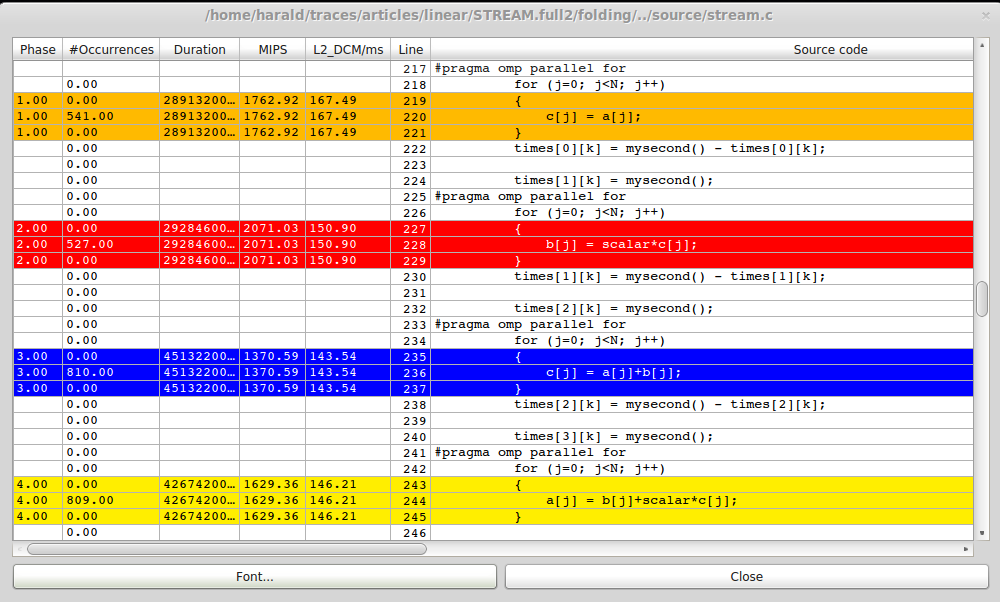 /home/harald/traces/articles/linear/STREAM.full2/folding/../source/stream.c
Phase #Occurrences Duration MIPS L2_DCM/ms Line Source code
217 #pragma omp parallel for
0.00 218 for (j=0; j<N; j++)
1.00 0.00 28913200... 1762.92 167.49 219 {
1.00 541.00 28913200... 1762.92 167.49 220 c[j] = a[j];
1.00 0.00 28913200... 1762.92 167.49 221 }
0.00 222 times[0][k] = mysecond() - times[0][k];
0.00 223
0.00 224 times[1][k] = mysecond();
0.00 225 #pragma omp parallel for
0.00 226 for (j=0; j<N; j++)
2.00 0.00 29284600... 2071.03 150.90 227 {
2.00 527.00 29284600... 2071.03 150.90 228 b[j] = scalar*c[j];
2.00 0.00 29284600... 2071.03 150.90 229 }
0.00 230 times[1][k] = mysecond() - times[1][k];
0.00 231
0.00 232 times[2][k] = mysecond();
0.00 233 #pragma omp parallel for
0.00 234 for (j=0; j<N; j++)
3.00 0.00 45132200... 1370.59 143.54 235 {
3.00 810.00 45132200... 1370.59 143.54 236 c[j] = a[j]+b[j];
3.00 0.00 45132200... 1370.59 143.54 237 }
0.00 238 times[2][k] = mysecond() - times[2][k];
0.00 239
0.00 240 times[3][k] = mysecond();
0.00 241 #pragma omp parallel for
0.00 242 for (j=0; j<N; j++)
4.00 0.00 42674200... 1629.36 146.21 243 {
4.00 809.00 42674200... 1629.36 146.21 244 a[j] = b[j]+scalar*c[j];
4.00 0.00 42674200... 1629.36 146.21 245 }
0.00 246
Font... Close